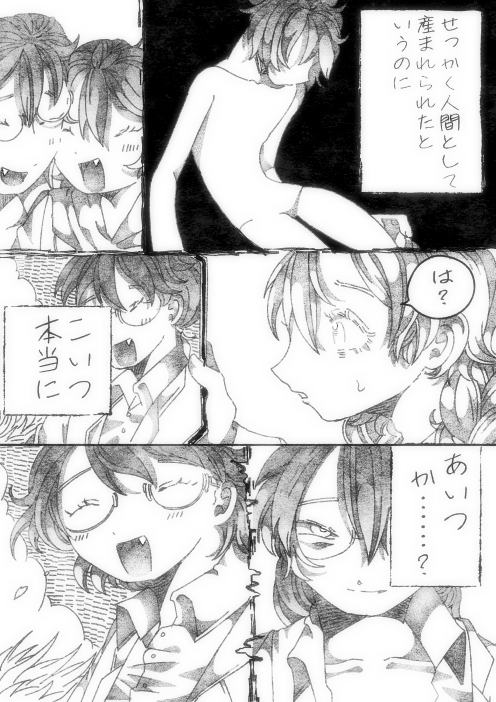 せっかく人間として
産まれられたと
いうのに
は?
こいつ
本当に
あいつ
か……?